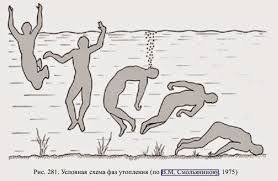 Рис. 281. Условная схема фаз утопления (по В.М. Смольянинову, 1975)